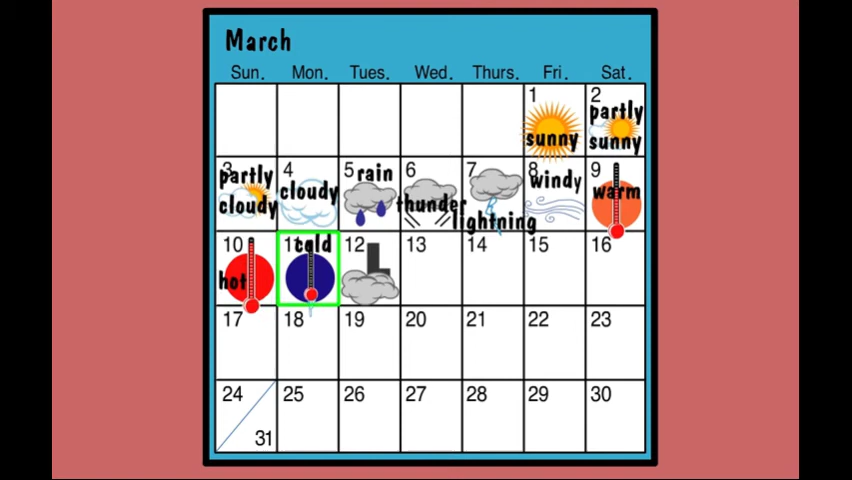 March
Sun. Mon. Tues. Wed. Thurs. Fri. Sat.
1 2
sunny partly sunny
3 4 5 6 7 8 9
partly cloudy cloudy rain thunder lightning windy warm
10 11 12 13 14 15 16
hot cold
17 18 19 20 21 22 23
24 25 26 27 28 29 30
31